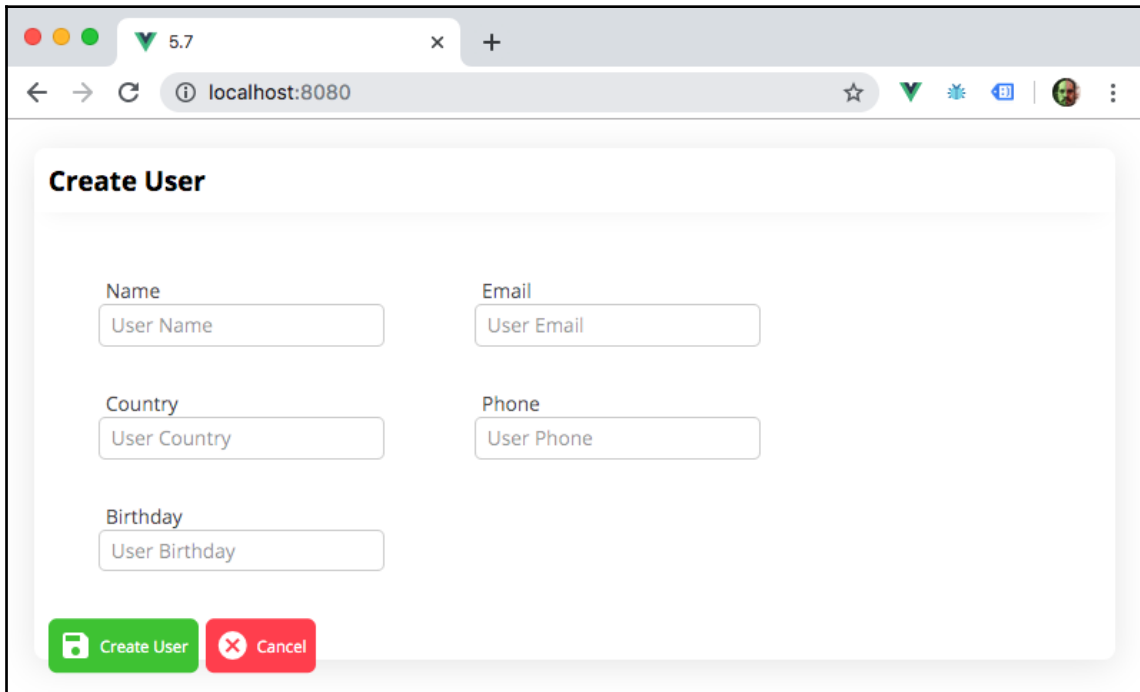 5.7
localhost:8080
Create User
Name Email
User Name User Email
Country Phone
User Country User Phone
Birthday
User Birthday
Create User Cancel